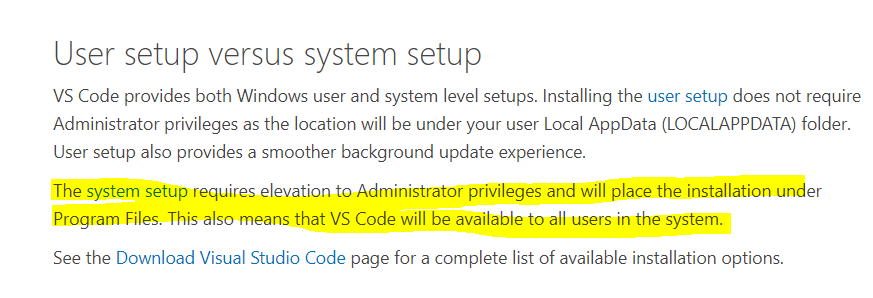 User setup versus system setup
VS Code provides both Windows user and system level setups. Installing the user setup does not require
Administrator privileges as the location will be under your user Local AppData (LOCALAPPDATA) folder.
User setup also provides a smoother background update experience.
The system setup requires elevation to Administrator privileges and will place the installation under
Program Files. This also means that VS Code will be available to all users in the system.
See the Download Visual Studio Code page for a complete list of available installation options.